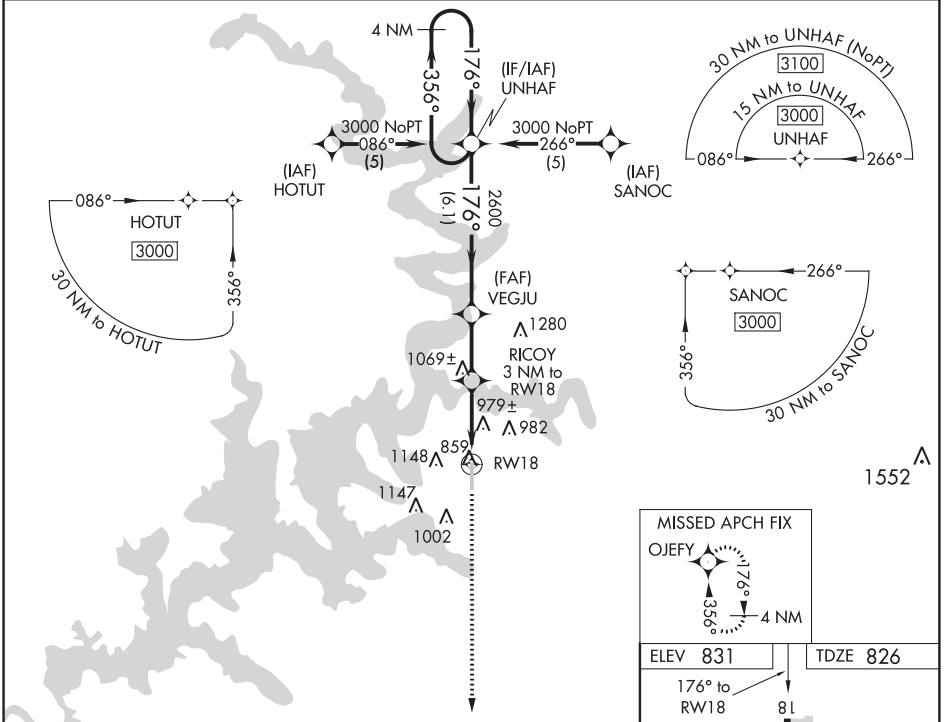 4 NM
176°
356°
(IF/IAF)
UNHAF
3000 NoPT
086°
(5)
(IAF)
HOTUT
3000 NoPT
266°
(5)
(IAF)
SANOC
30 NM to UNHAF (NoPT)
3100
15 NM to UNHAF
3000
UNHAF
086°
266°
086°
HOTUT
3000
356°
30 NM to HOTUT
2600
176°
(6.1)
(FAF)
VEGJU
1280
1069±
RICOY
3 NM to
RW18
979±
982
1148
859
RW18
1147
1002
266°
SANOC
3000
356°
30 NM to SANOC
1552
MISSED APCH FIX
OJEFY
176°
356°
4 NM
ELEV 831
TDZE 826
176° to
RW18
18